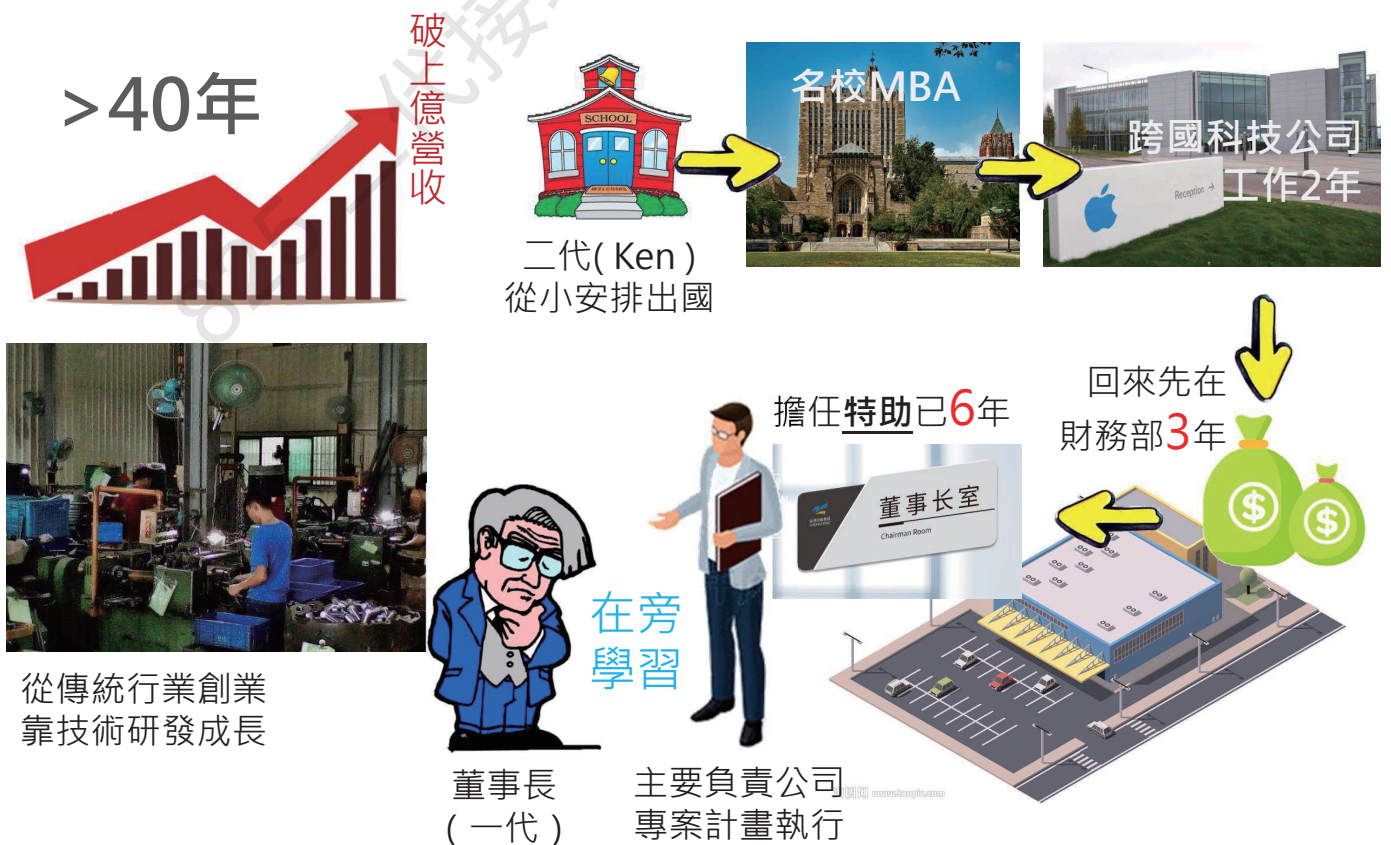 >40年
破上億營收
SCHOOL
WELCOME
二代( Ken )
從小安排出國
名校MBA
跨國科技公司
工作2年
Reception →
回來先在
財務部3年
擔任特助已6年
董事长室
Chairman Room
在旁
學習
從傳統行業創業
靠技術研發成長
董事長
( 一代 )
主要負責公司
專案計畫執行